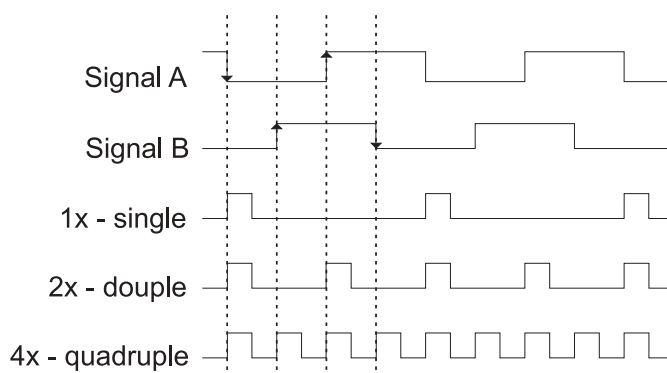 Signal A
Signal B
1x - single
2x - douple
4x - quadruple